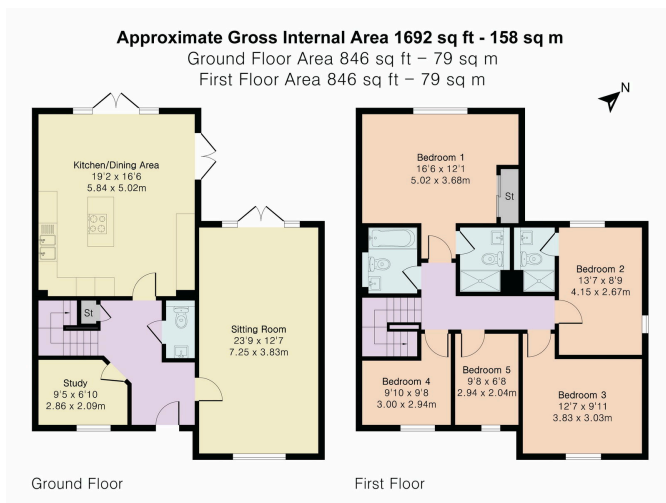 Approximate Gross Internal Area 1692 sq ft - 158 sq m
Ground Floor Area 846 sq ft – 79 sq m
First Floor Area 846 sq ft – 79 sq m
N
Kitchen/Dining Area
19'2 x 16'6
5.84 x 5.02m
St
Sitting Room
23'9 x 12'7
7.25 x 3.83m
Study
9'5 x 6'10
2.86 x 2.09m
Ground Floor
Bedroom 1
16'6 x 12'1
5.02 x 3.68m
St
Bedroom 2
13'7 x 8'9
4.15 x 2.67m
Bedroom 4
9'10 x 9'8
3.00 x 2.94m
Bedroom 5
9'8 x 6'8
2.94 x 2.04m
Bedroom 3
12'7 x 9'11
3.83 x 3.03m
First Floor